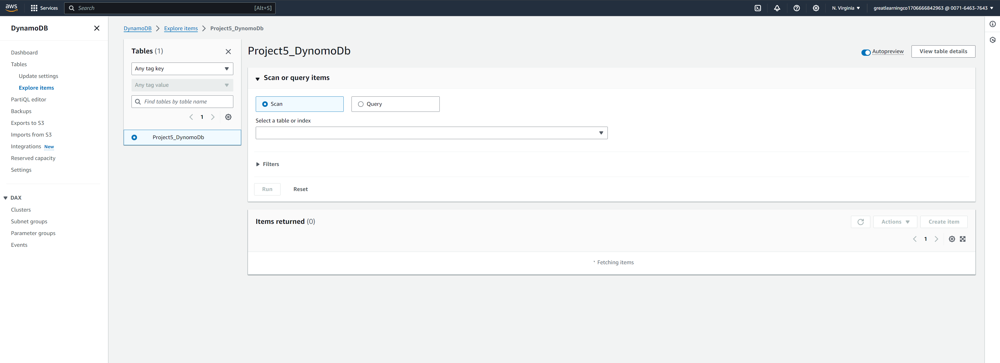 aws
Services
Search
[Alt+S]
N. Virginia
greatlearningco1706666842963 @ 0071-6463-7643
DynamoDB
Dashboard
Tables
Update settings
Explore items
PartiQL editor
Backups
Exports to S3
Imports from S3
Integrations New
Reserved capacity
Settings
DAX
Clusters
Subnet groups
Parameter groups
Events
DynamoDB
Explore items
Project5_DynomoDb
Tables (1)
Any tag key
Any tag value
Find tables by table name
1
Project5_DynomoDb
Project5_DynomoDb
Autopreview
View table details
Scan or query items
Scan
Query
Select a table or index
Filters
Run
Reset
Items returned (0)
Actions
Create item
1
Fetching items